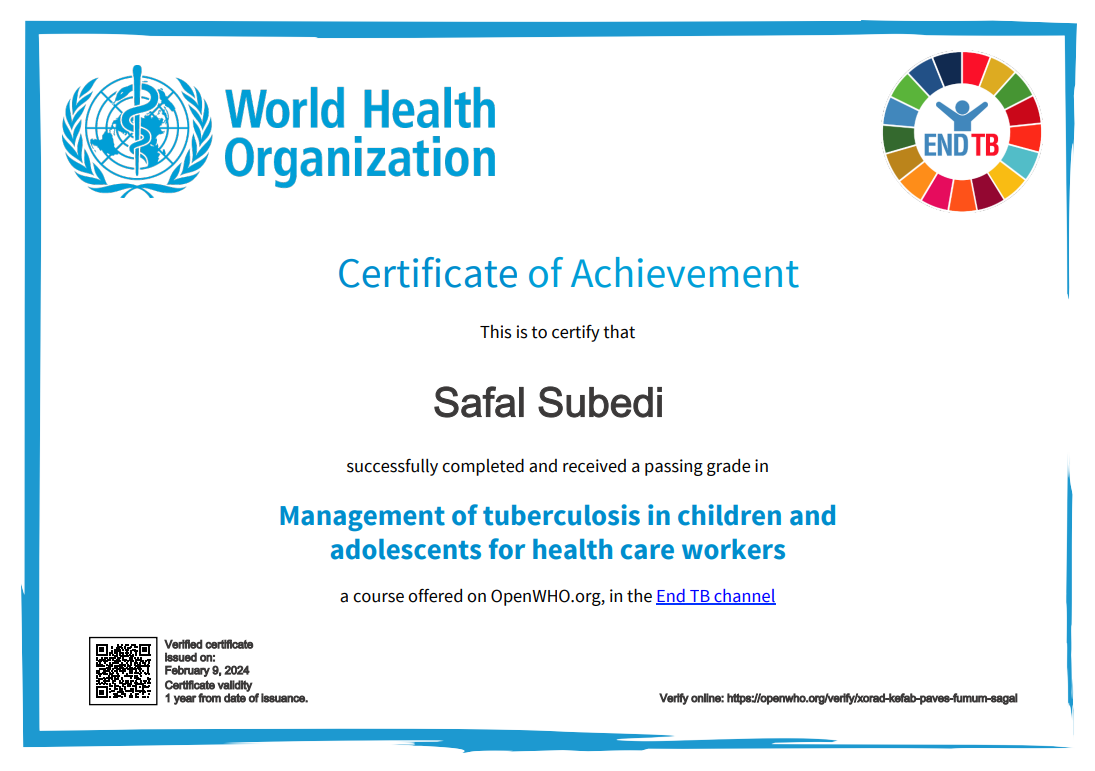 World Health
Organization
END TB
Certificate of Achievement
This is to certify that
Safal Subedi
successfully completed and received a passing grade in
Management of tuberculosis in children and
adolescents for health care workers
a course offered on OpenWHO.org, in the End TB channel
Verified certificate
Issued on:
February 9, 2024
Certificate validity
1 year from date of issuance.
Verify online: https://openwho.org/verify/xorad-kefab-paves-fumum-sagal